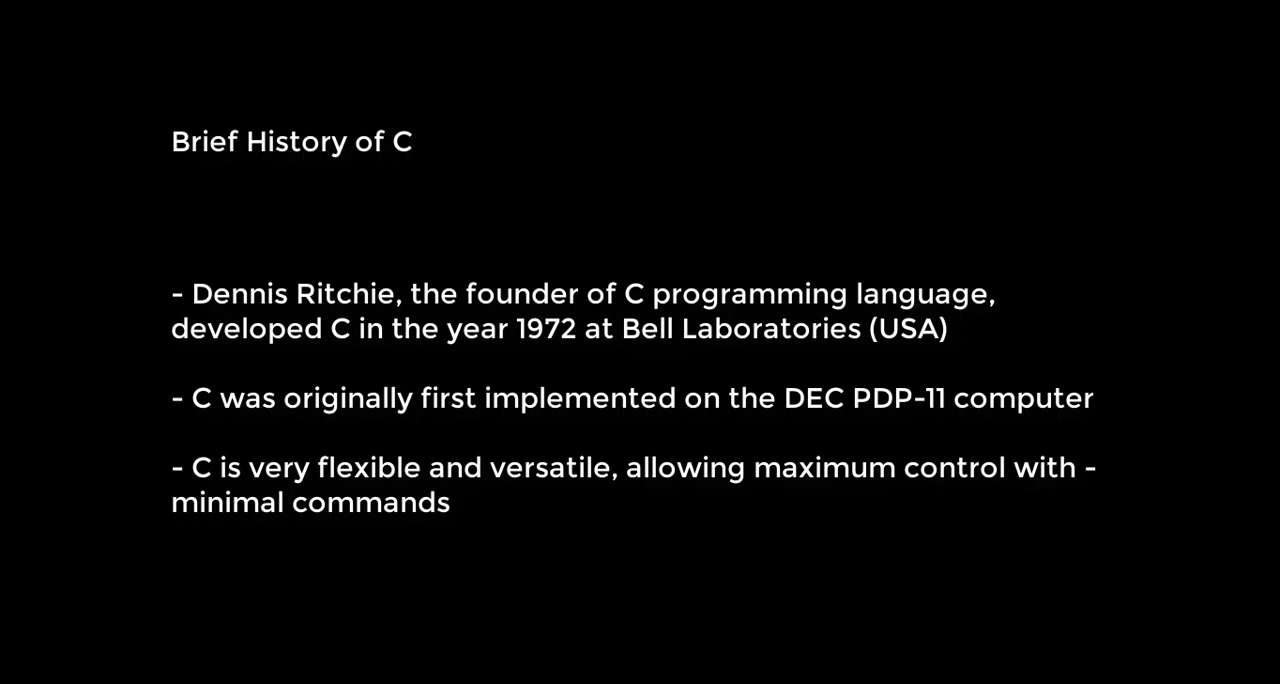 Brief History of C
- Dennis Ritchie, the founder of C programming language,
developed C in the year 1972 at Bell Laboratories (USA)
- C was originally first implemented on the DEC PDP-11 computer
- C is very flexible and versatile, allowing maximum control with -
minimal commands